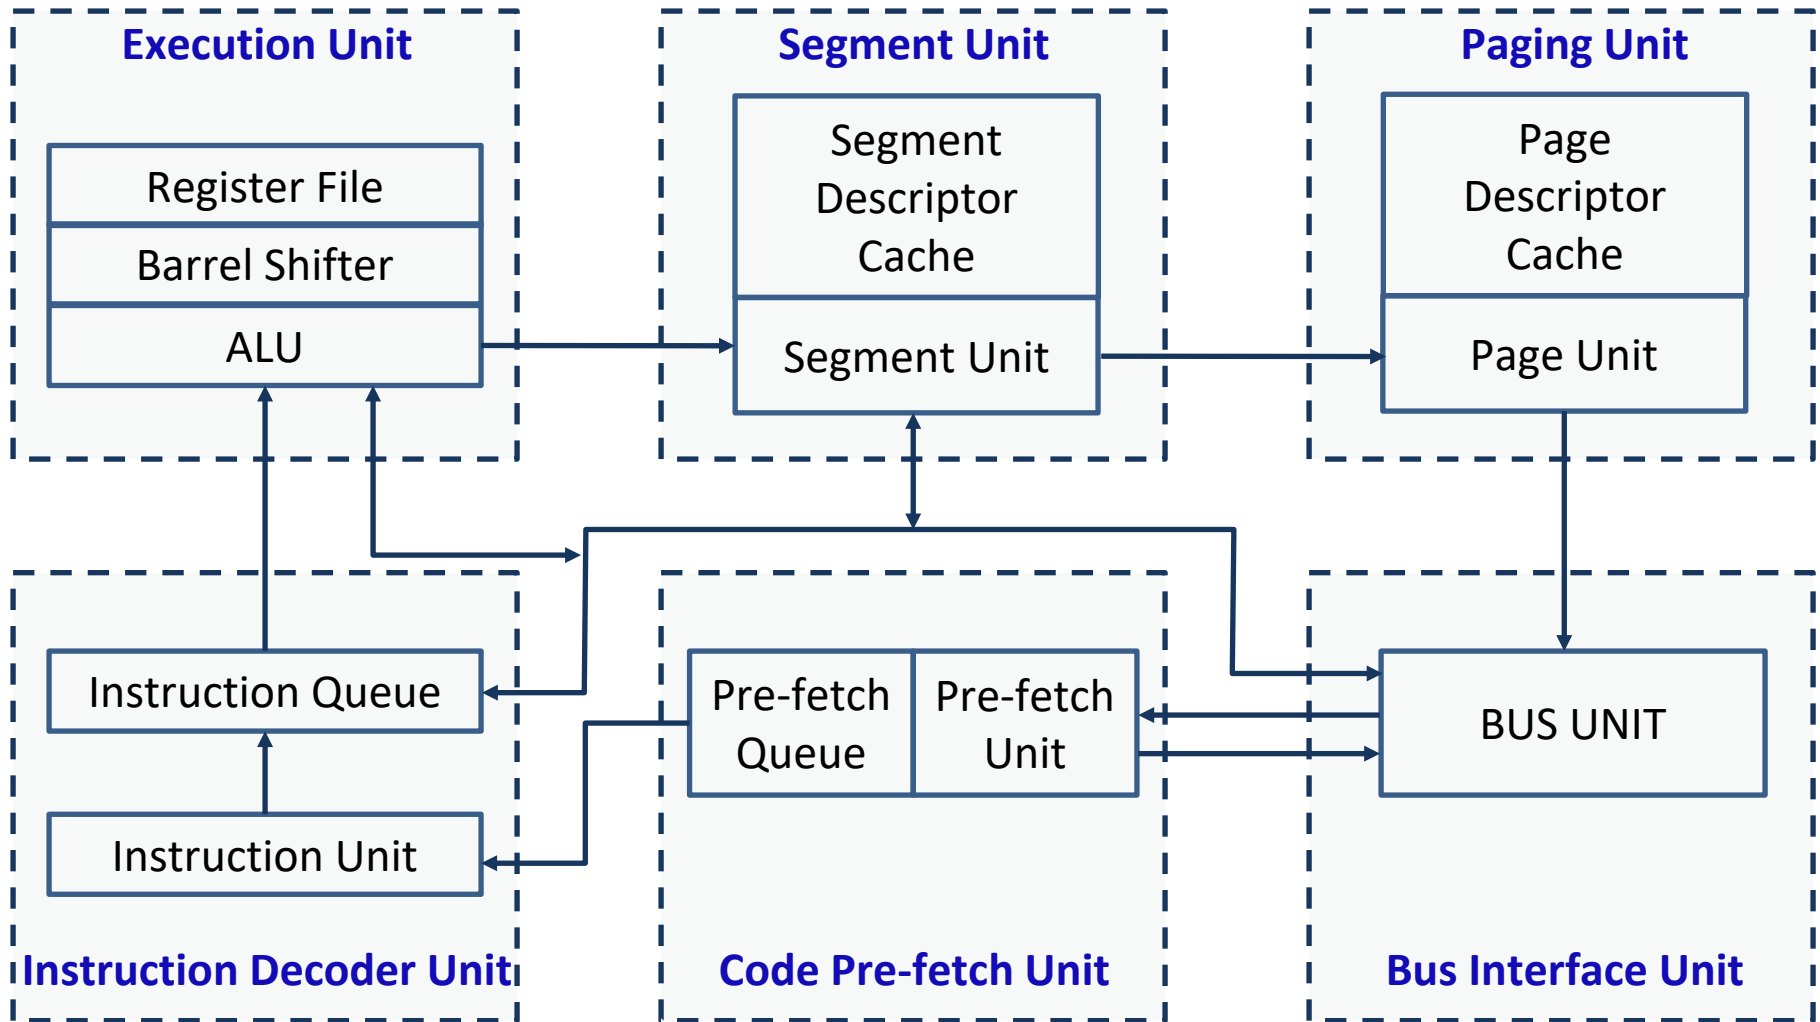 Execution Unit
Register File
Barrel Shifter
ALU
Segment Unit
Segment
Descriptor
Cache
Segment Unit
Paging Unit
Page
Descriptor
Cache
Page Unit
Instruction Queue
Instruction Unit
Instruction Decoder Unit
Pre-fetch
Queue
Pre-fetch
Unit
Code Pre-fetch Unit
BUS UNIT
Bus Interface Unit